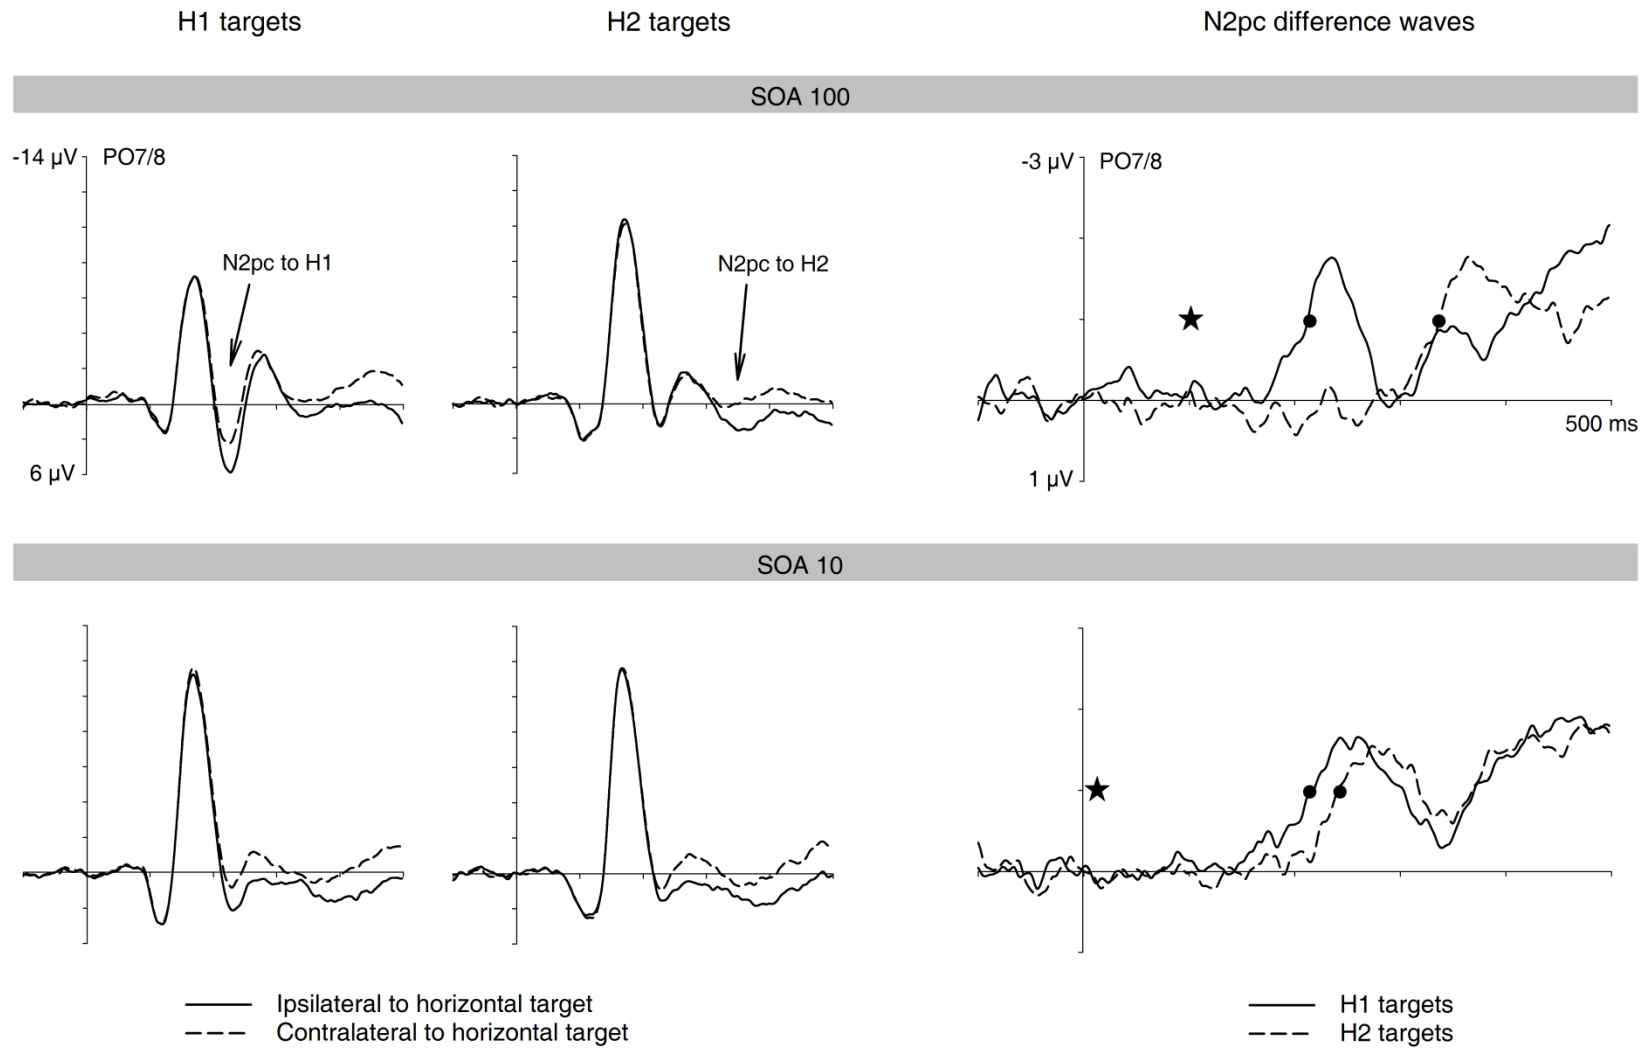 H1 targets
H2 targets
N2pc difference waves
SOA 100
-14 µV
PO7/8
-3 µV
PO7/8
N2pc to H1
N2pc to H2
500 ms
6 µV
1 µV
SOA 10
Ipsilateral to horizontal target
Contralateral to horizontal target
H1 targets
H2 targets